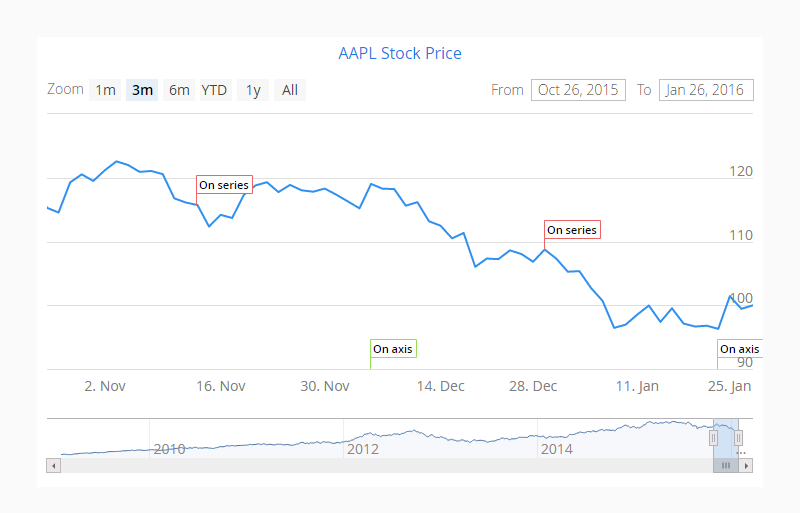 AAPL Stock Price
Zoom 1m 3m 6m YTD 1y All From Oct 26, 2015 To Jan 26, 2016
120
On series
On series
110
100
On axis On axis
90
2. Nov 16. Nov 30. Nov 14. Dec 28. Dec 11. Jan 25. Jan
2010 2012 2014 ...